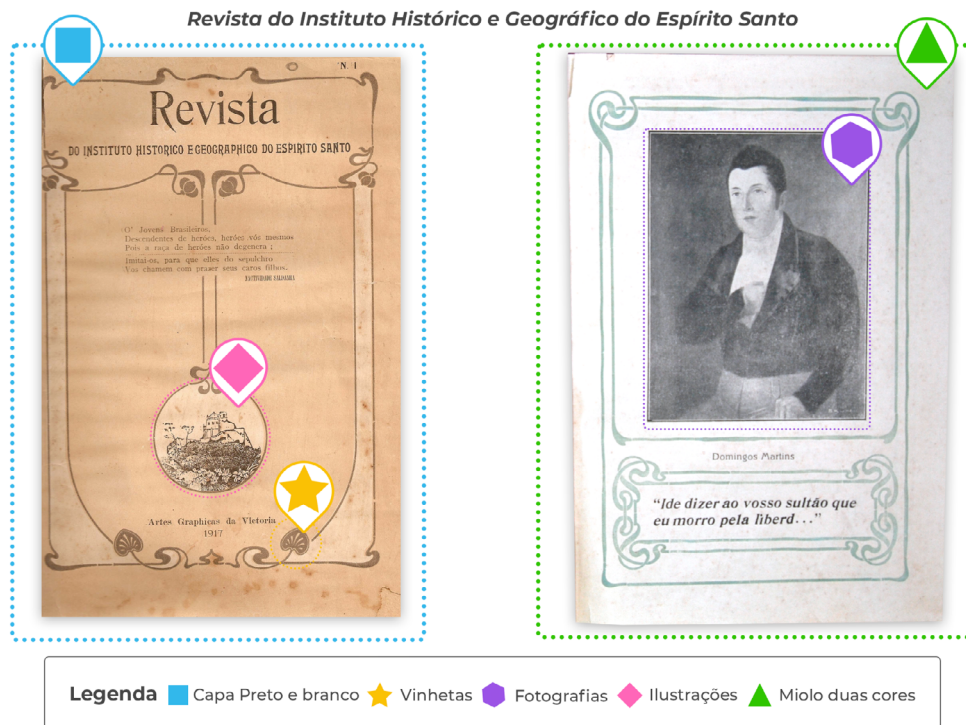 Revista do Instituto Histórico e Geográfico do Espírito Santo
N. 1
Revista
DO INSTITUTO HISTORICO E GEOGRAPHICO DO ESPIRITO SANTO
O' Jovens Brasileiros,
Descendentes de heróes, heróes vós mesmos
Pois a raça de heróes não degenera ;
Imitai-os, para que elles do sepulchro
Vos chamem com prazer seus caros filhos.
NATIVIDADE SALDANHA
Artes Graphicas da Victoria
1917
Domingos Martins
“Ide dizer ao vosso sultão que
eu morro pela liberd...”
Legenda Capa Preto e branco Vinhetas Fotografias Ilustrações Miolo duas cores